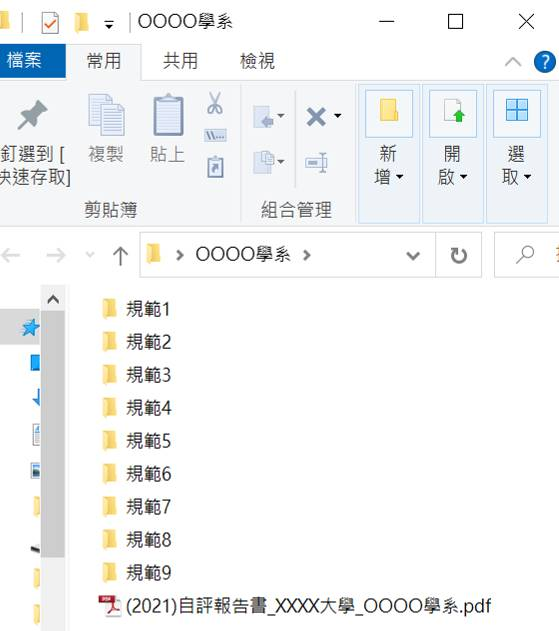 OOOO學系
檔案 常用 共用 檢視
?
釘選到 [
快速存取]
複製
貼上
新
增
開
啟
選
取
剪貼簿
組合管理
OOOO學系
規範1
規範2
規範3
規範4
規範5
規範6
規範7
規範8
規範9
(2021)自評報告書_XXXX大學_OOOO學系.pdf